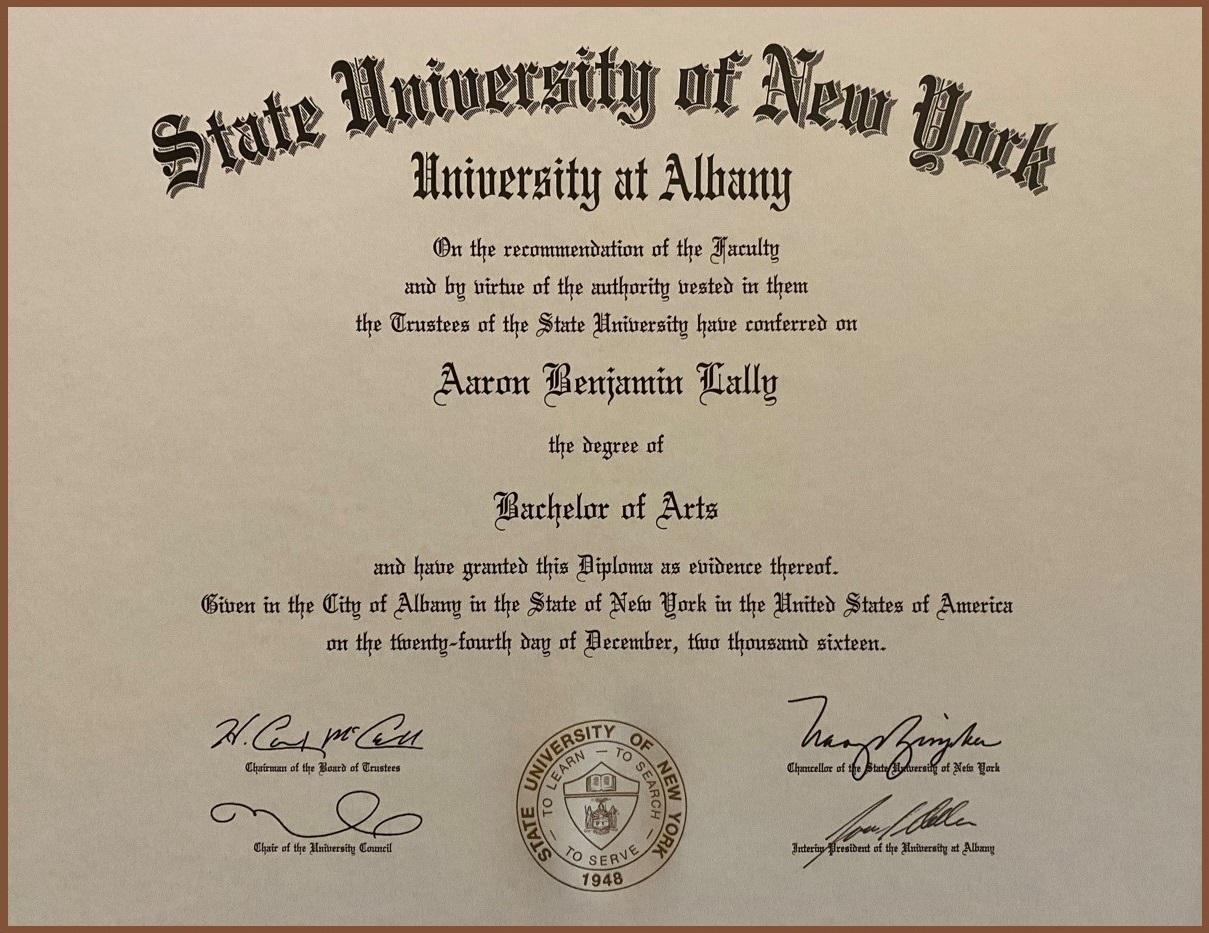 State University of New York
University at Albany
On the recommendation of the Faculty
and by virtue of the authority vested in them
the Trustees of the State University have conferred on
Aaron Benjamin Lally
the degree of
Bachelor of Arts
and have granted this Diploma as evidence thereof.
Given in the City of Albany in the State of New York in the United States of America
on the twenty-fourth day of December, two thousand sixteen.
H. Carl McCall
Chairman of the Board of Trustees
Nancy Zimpher
Chancellor of the State University of New York
Chair of the University Council
Interim President of the University at Albany
STATE UNIVERSITY OF NEW YORK
TO LEARN — TO SEARCH — TO SERVE —
1948